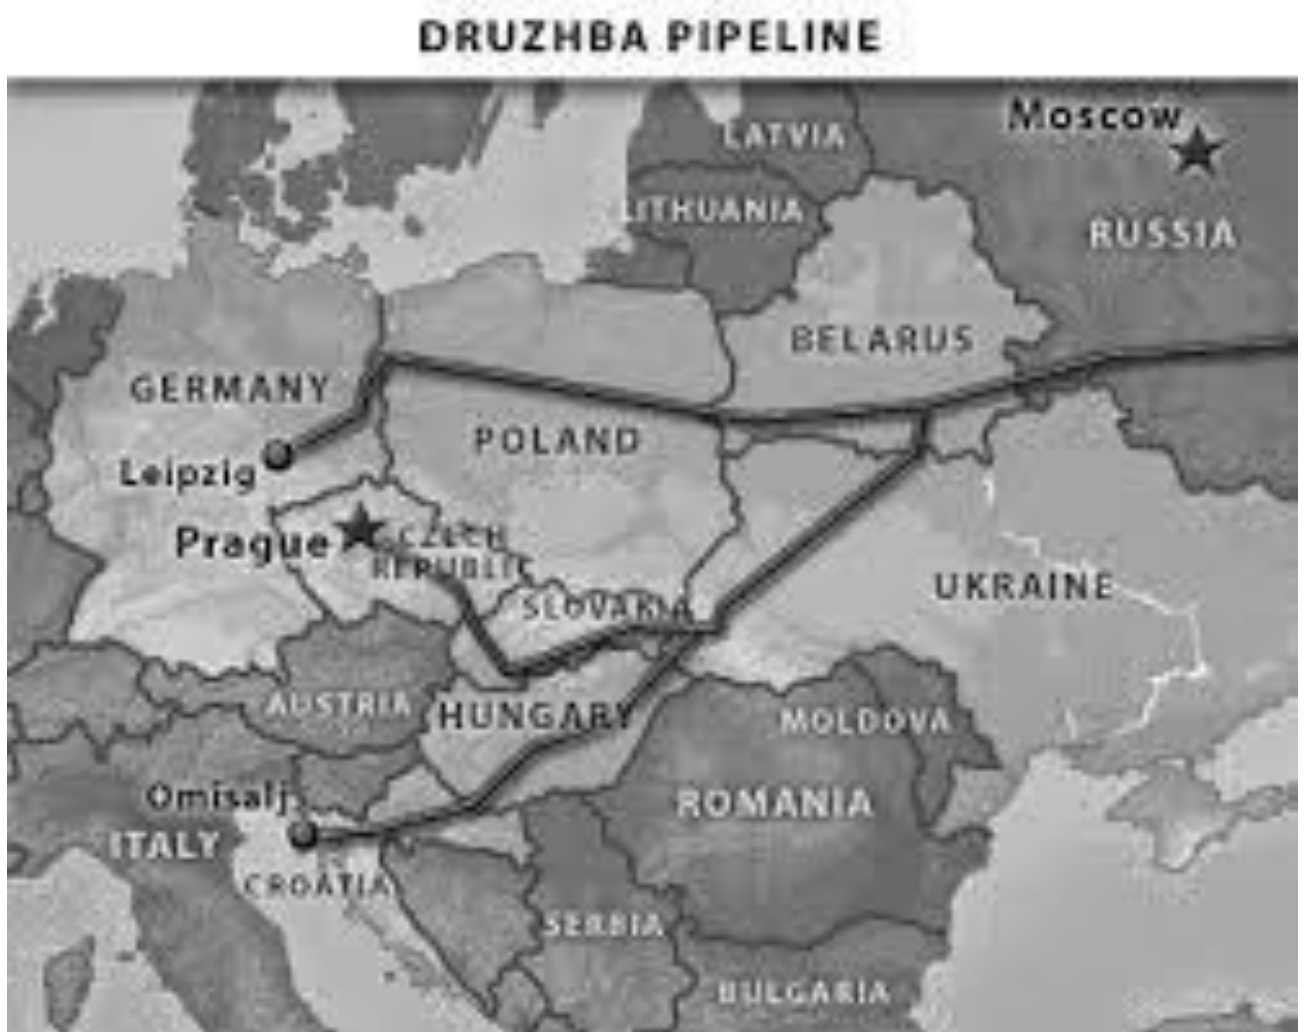 DRUZHBA PIPELINE
Moscow
LATVIA
LITHUANIA
RUSSIA
BELARUS
GERMANY
POLAND
Leipzig
Prague
CZECH
REPUBLIC
UKRAINE
SLOVAKIA
AUSTRIA
HUNGARY
MOLDOVA
Omisalj
ROMANIA
ITALY
CROATIA
SERBIA
BULGARIA